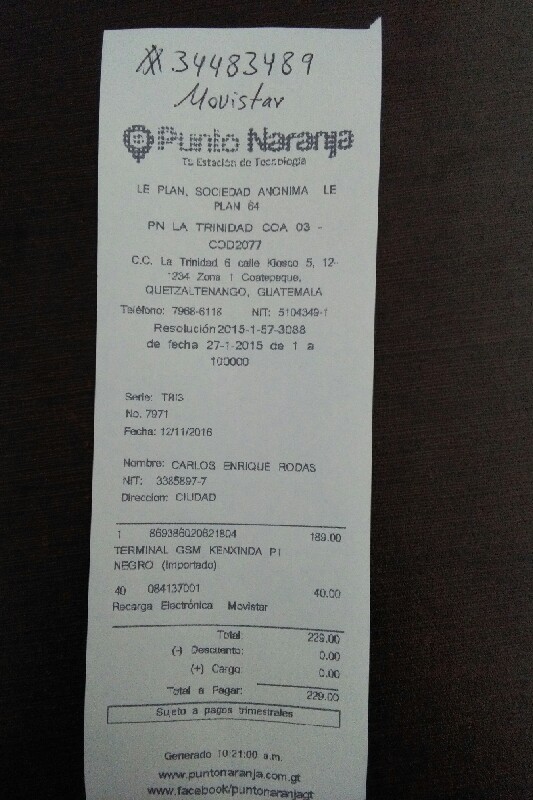 #34483489
Movistar
Punto Naranja
Tu Estación de Tecnología
LE PLAN, SOCIEDAD ANONIMA LE
PLAN 64
PN LA TRINIDAD COA 03 -
COD2077
C.C. La Trinidad 6 calle Kiosco 5, 12-
1234 Zona 1 Coatepeque,
QUETZALTENANGO, GUATEMALA
Teléfono: 7968-6118 NIT: 5104349-1
Resolución 2015-1-57-3088
de fecha 27-1-2015 de 1 a
100000
Serie: TRI3
No. 7971
Fecha: 12/11/2016
Nombre: CARLOS ENRIQUE RODAS
NIT: 3385897-7
Direccion: CIUDAD
1 869386020621804 189.00
TERMINAL GSM KENXINDA P1
NEGRO (Importado)
40 084137001 40.00
Recarga Electrónica Movistar
Total: 229.00
(-) Descuento: 0.00
(+) Cargo: 0.00
Total a Pagar: 229.00
Sujeto a pagos trimestrales
Generado 10:21:00 a.m.
www.puntonaranja.com.gt
www.facebook/puntonaranjagt